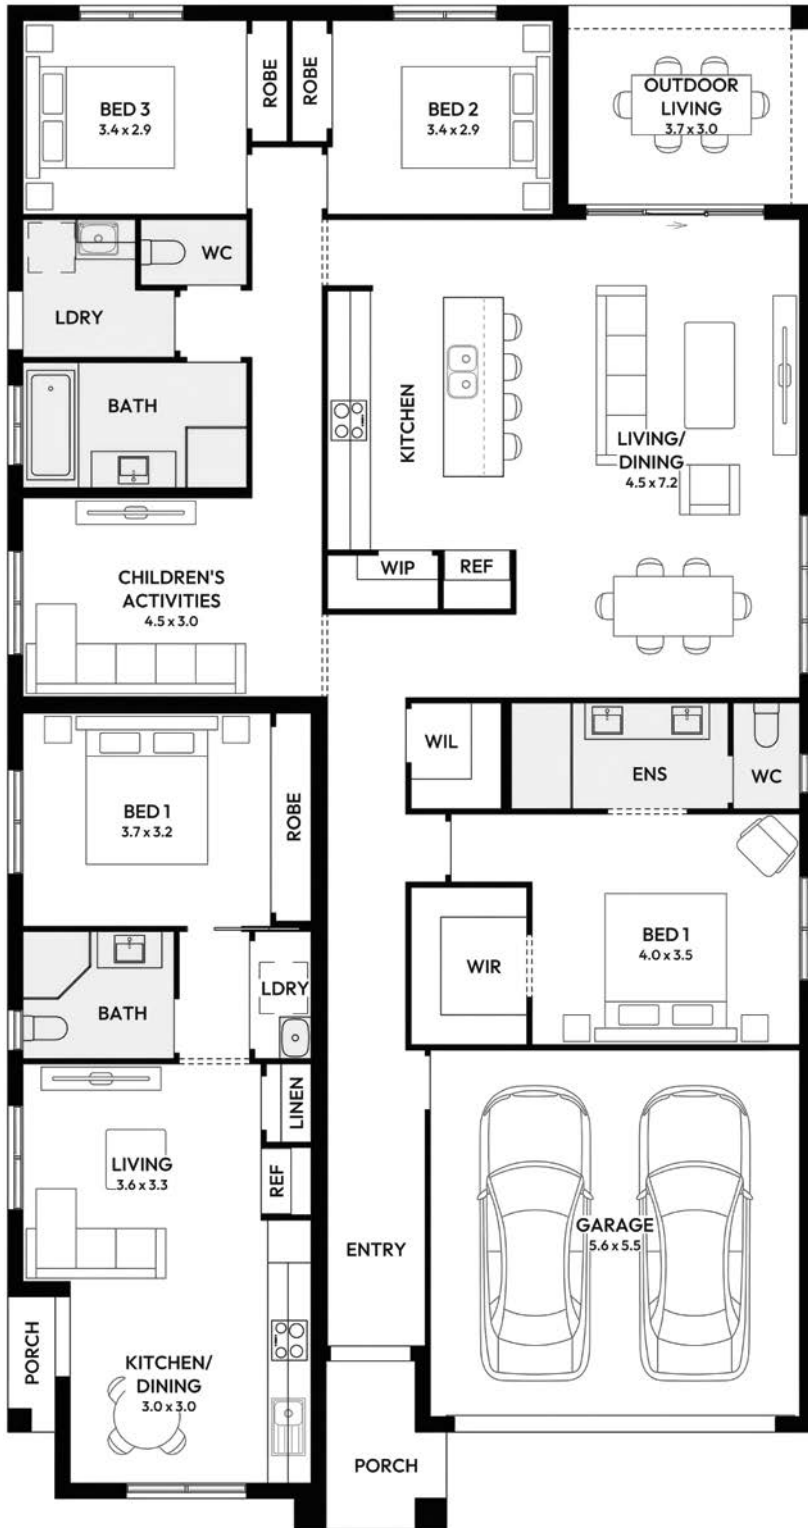 BED 3
3.4 x 2.9
ROBE
ROBE
BED 2
3.4 x 2.9
OUTDOOR
LIVING
3.7 x 3.0
WC
LDRY
BATH
KITCHEN
LIVING/
DINING
4.5 x 7.2
WIP
REF
CHILDREN'S
ACTIVITIES
4.5 x 3.0
WIL
ENS
WC
BED 1
3.7 x 3.2
ROBE
BED 1
4.0 x 3.5
WIR
LDRY
BATH
LINEN
LIVING
3.6 x 3.3
REF
GARAGE
5.6 x 5.5
ENTRY
PORCH
KITCHEN/
DINING
3.0 x 3.0
PORCH